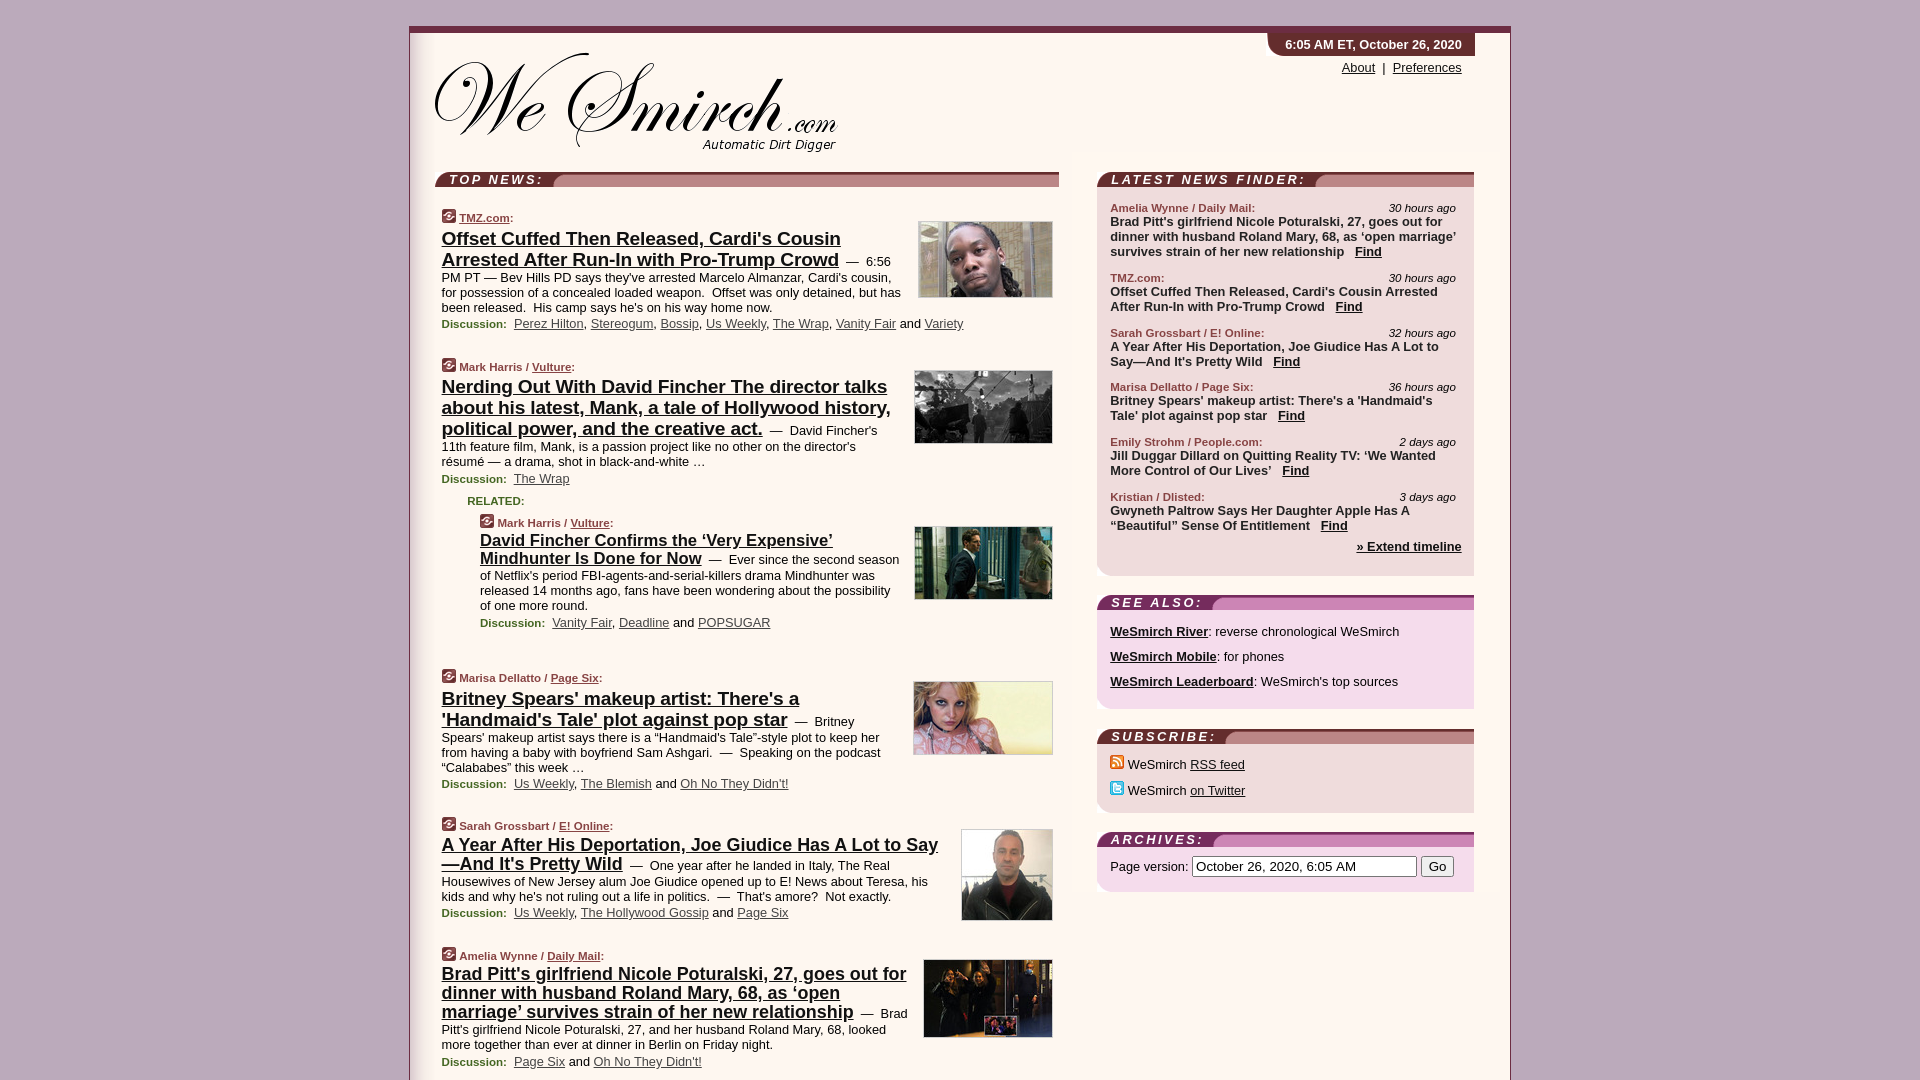 6:05 AM ET, October 26, 2020
About | Preferences
We Smirch .com
Automatic Dirt Digger
TOP NEWS:
TMZ.com:
Offset Cuffed Then Released, Cardi's Cousin
Arrested After Run-In with Pro-Trump Crowd — 6:56
PM PT — Bev Hills PD says they've arrested Marcelo Almanzar, Cardi's cousin,
for possession of a concealed loaded weapon. Offset was only detained, but has
been released. His camp says he's on his way home now.
Discussion: Perez Hilton, Stereogum, Bossip, Us Weekly, The Wrap, Vanity Fair and Variety
Mark Harris / Vulture:
Nerding Out With David Fincher The director talks
about his latest, Mank, a tale of Hollywood history,
political power, and the creative act. — David Fincher's
11th feature film, Mank, is a passion project like no other on the director's
résumé — a drama, shot in black-and-white …
Discussion: The Wrap
RELATED:
Mark Harris / Vulture:
David Fincher Confirms the ‘Very Expensive’
Mindhunter Is Done for Now — Ever since the second season
of Netflix's period FBI-agents-and-serial-killers drama Mindhunter was
released 14 months ago, fans have been wondering about the possibility
of one more round.
Discussion: Vanity Fair, Deadline and POPSUGAR
Marisa Dellatto / Page Six:
Britney Spears' makeup artist: There's a
'Handmaid's Tale' plot against pop star — Britney
Spears' makeup artist says there is a “Handmaid's Tale”-style plot to keep her
from having a baby with boyfriend Sam Ashgari. — Speaking on the podcast
“Calababes” this week …
Discussion: Us Weekly, The Blemish and Oh No They Didn't!
Sarah Grossbart / E! Online:
A Year After His Deportation, Joe Giudice Has A Lot to Say
—And It's Pretty Wild — One year after he landed in Italy, The Real
Housewives of New Jersey alum Joe Giudice opened up to E! News about Teresa, his
kids and why he's not ruling out a life in politics. — That's amore? Not exactly.
Discussion: Us Weekly, The Hollywood Gossip and Page Six
Amelia Wynne / Daily Mail:
Brad Pitt's girlfriend Nicole Poturalski, 27, goes out for
dinner with husband Roland Mary, 68, as ‘open
marriage’ survives strain of her new relationship — Brad
Pitt's girlfriend Nicole Poturalski, 27, and her husband Roland Mary, 68, looked
more together than ever at dinner in Berlin on Friday night.
Discussion: Page Six and Oh No They Didn't!
LATEST NEWS FINDER:
Amelia Wynne / Daily Mail: 30 hours ago
Brad Pitt's girlfriend Nicole Poturalski, 27, goes out for
dinner with husband Roland Mary, 68, as ‘open marriage’
survives strain of her new relationship Find
TMZ.com: 30 hours ago
Offset Cuffed Then Released, Cardi's Cousin Arrested
After Run-In with Pro-Trump Crowd Find
Sarah Grossbart / E! Online: 32 hours ago
A Year After His Deportation, Joe Giudice Has A Lot to
Say—And It's Pretty Wild Find
Marisa Dellatto / Page Six: 36 hours ago
Britney Spears' makeup artist: There's a 'Handmaid's
Tale' plot against pop star Find
Emily Strohm / People.com: 2 days ago
Jill Duggar Dillard on Quitting Reality TV: ‘We Wanted
More Control of Our Lives’ Find
Kristian / Dlisted: 3 days ago
Gwyneth Paltrow Says Her Daughter Apple Has A
“Beautiful” Sense Of Entitlement Find
» Extend timeline
SEE ALSO:
WeSmirch River: reverse chronological WeSmirch
WeSmirch Mobile: for phones
WeSmirch Leaderboard: WeSmirch's top sources
SUBSCRIBE:
WeSmirch RSS feed
WeSmirch on Twitter
ARCHIVES:
Page version: October 26, 2020, 6:05 AM Go